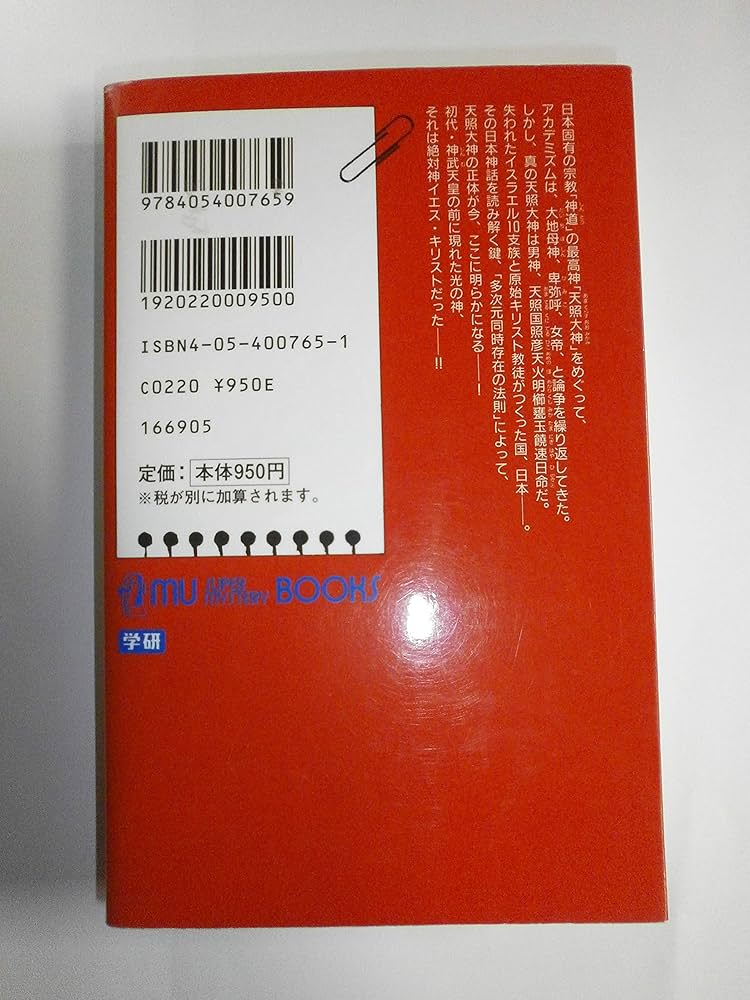 日本固有の宗教「神道」の最高神「天照大神」をめぐって、
アカデミズムは、大地母神、卑弥呼、女帝、と論争を繰り返してきた。
しかし、真の天照大神は男神、天照国照彦天火明櫛甕玉饒速日命だ。
失われたイスラエル10支族と原始キリスト教徒がつくった国、日本――。
その日本神話を読み解く鍵、「多次元同時存在の法則」によって、
天照大神の正体が今、ここに明らかになる――！
初代・神武天皇の前に現れた光の神、
それは絶対神イエス・キリストだった――!!
9784054007659
1920220009500
ISBN4-05-400765-1
C0220 ¥950E
166905
定価：本体950円
※税が別に加算されます。
MU SUPER MYSTERY BOOKS
学研